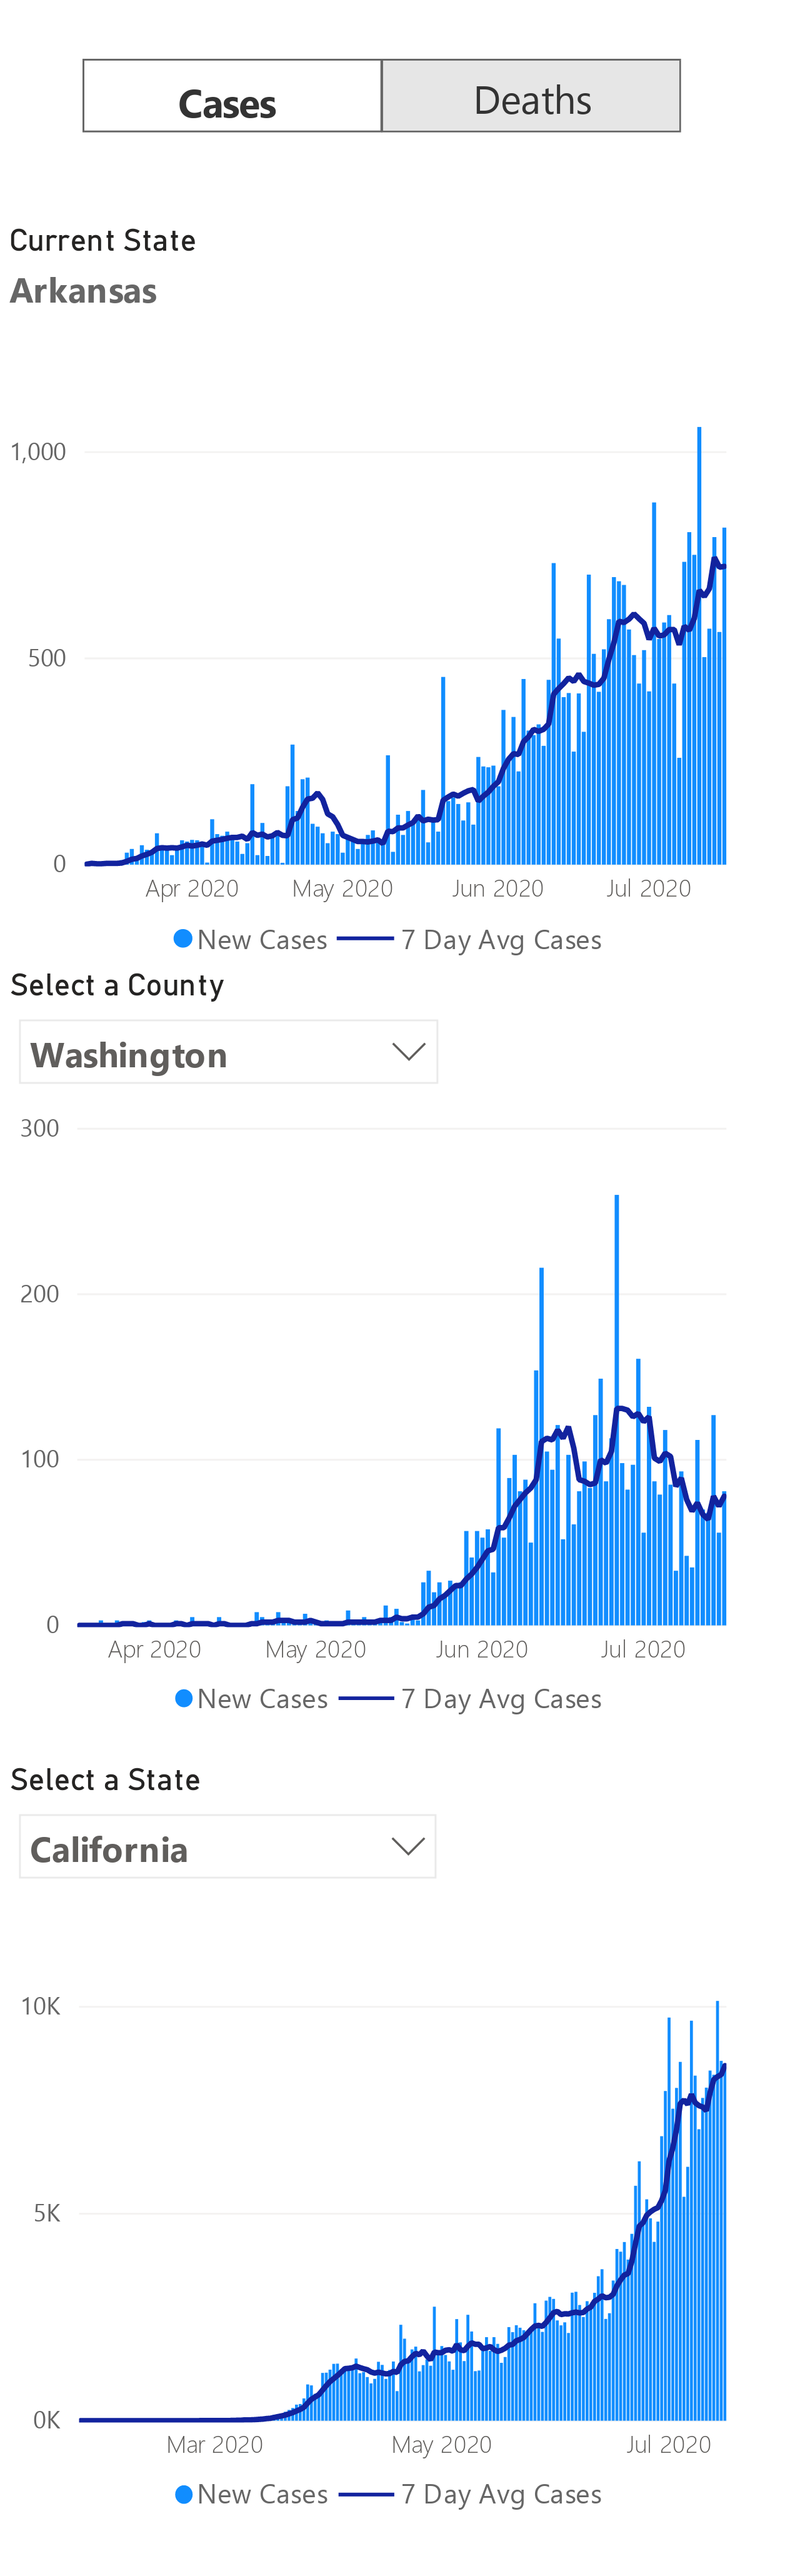 Cases Deaths
Current State
Arkansas
1,000
500
0
Apr 2020 May 2020 Jun 2020 Jul 2020
New Cases 7 Day Avg Cases
Select a County
Washington
300
200
100
0
Apr 2020 May 2020 Jun 2020 Jul 2020
New Cases 7 Day Avg Cases
Select a State
California
10K
5K
0K
Mar 2020 May 2020 Jul 2020
New Cases 7 Day Avg Cases